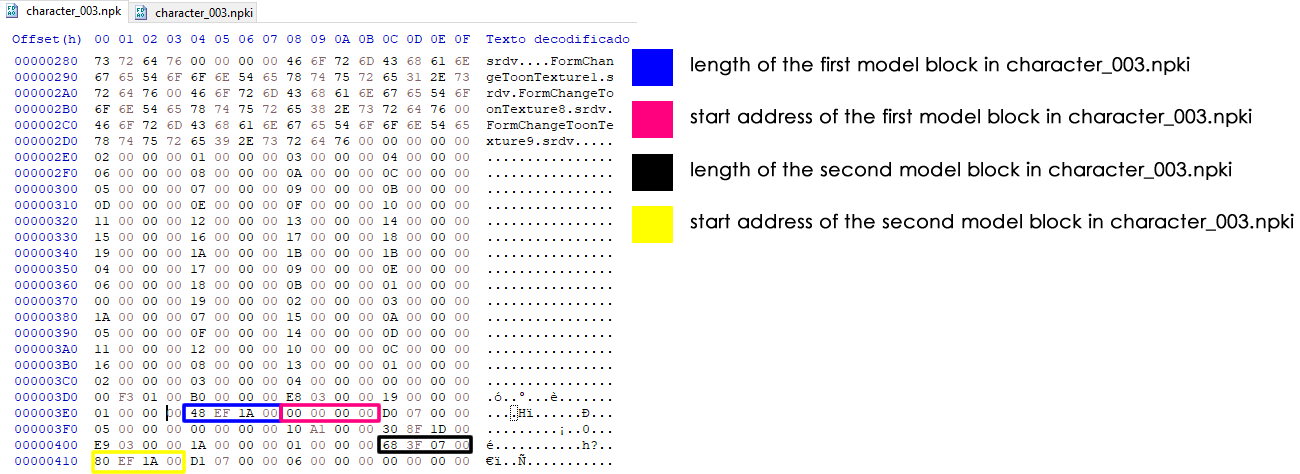 character_003.npk character_003.npki
Offset(h) 00 01 02 03 04 05 06 07 08 09 0A 0B 0C 0D 0E 0F Texto decodificado
00000280 73 72 64 76 00 00 00 00 46 6F 72 6D 43 68 61 6E srdv....FormChan
00000290 67 65 54 6F 6F 6E 54 65 78 74 75 72 65 31 2E 73 geToonTexture1.s
000002A0 72 64 76 00 46 6F 72 6D 43 68 61 6E 67 65 54 6F rdv.FormChangeTo
000002B0 6F 6E 54 65 78 74 75 72 65 38 2E 73 72 64 76 00 onTexture8.srdv.
000002C0 46 6F 72 6D 43 68 61 6E 67 65 54 6F 6F 6E 54 65 FormChangeToonTe
000002D0 78 74 75 72 65 39 2E 73 72 64 76 00 00 00 00 00 xture9.srdv.....
000002E0 02 00 00 00 01 00 00 00 03 00 00 00 04 00 00 00 ................
000002F0 06 00 00 00 08 00 00 00 0A 00 00 00 0C 00 00 00 ................
00000300 05 00 00 00 07 00 00 00 09 00 00 00 0B 00 00 00 ................
00000310 0D 00 00 00 0E 00 00 00 0F 00 00 00 10 00 00 00 ................
00000320 11 00 00 00 12 00 00 00 13 00 00 00 14 00 00 00 ................
00000330 15 00 00 00 16 00 00 00 17 00 00 00 18 00 00 00 ................
00000340 19 00 00 00 1A 00 00 00 1B 00 00 00 1B 00 00 00 ................
00000350 04 00 00 00 17 00 00 00 09 00 00 00 0E 00 00 00 ................
00000360 06 00 00 00 18 00 00 00 0B 00 00 00 01 00 00 00 ................
00000370 00 00 00 00 19 00 00 00 02 00 00 00 03 00 00 00 ................
00000380 1A 00 00 00 07 00 00 00 15 00 00 00 0A 00 00 00 ................
00000390 05 00 00 00 0F 00 00 00 14 00 00 00 0D 00 00 00 ................
000003A0 11 00 00 00 12 00 00 00 10 00 00 00 0C 00 00 00 ................
000003B0 16 00 00 00 08 00 00 00 13 00 00 00 01 00 00 00 ................
000003C0 02 00 00 00 03 00 00 00 04 00 00 00 00 00 00 00 ................
000003D0 00 F3 01 00 B0 00 00 00 E8 03 00 00 19 00 00 00 .ó..°...è.......
000003E0 01 00 00 00 48 EF 1A 00 00 00 00 00 D0 07 00 00 ....Hï......Ð...
000003F0 05 00 00 00 00 00 00 00 10 A1 00 00 30 8F 1D 00 .........¡..0...
00000400 E9 03 00 00 1A 00 00 00 01 00 00 00 68 3F 07 00 é...........h?..
00000410 80 EF 1A 00 D1 07 00 00 06 00 00 00 00 00 00 00 €ï..Ñ...........
length of the first model block in character_003.npki
start address of the first model block in character_003.npki
length of the second model block in character_003.npki
start address of the second model block in character_003.npki